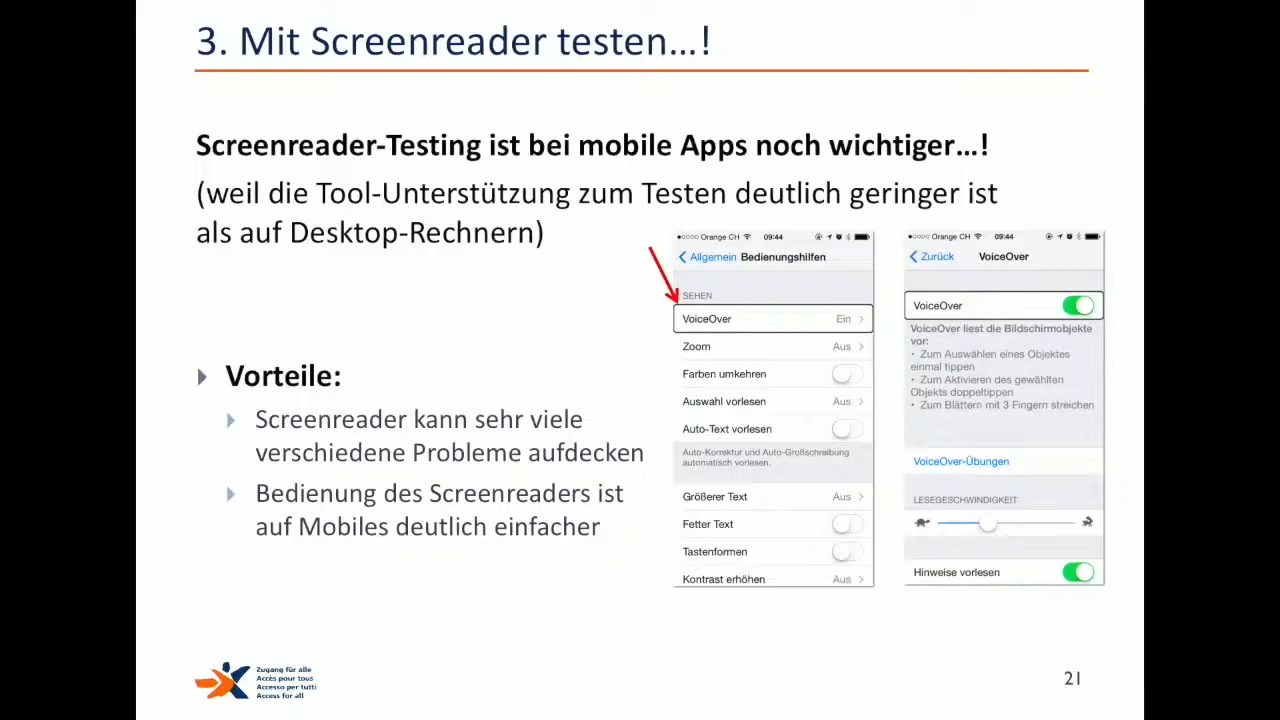 3. Mit Screenreader testen…!
Screenreader-Testing ist bei mobile Apps noch wichtiger…!
(weil die Tool-Unterstützung zum Testen deutlich geringer ist
als auf Desktop-Rechnern)
Vorteile:
Screenreader kann sehr viele
verschiedene Probleme aufdecken
Bedienung des Screenreaders ist
auf Mobiles deutlich einfacher
Orange CH 09:44
Allgemein Bedienungshilfen
SEHEN
VoiceOver Ein
Zoom Aus
Farben umkehren
Auswahl vorlesen Aus
Auto-Text vorlesen
Auto-Korrektur und Auto-Großschreibung
automatisch vorlesen.
Größerer Text Aus
Fetter Text
Tastenformen
Kontrast erhöhen Aus
Orange CH 09:44
Zurück VoiceOver
VoiceOver
VoiceOver liest die Bildschirmobjekte
vor:
• Zum Auswählen eines Objektes
einmal tippen
• Zum Aktivieren des gewählten
Objekts doppeltippen
• Zum Blättern mit 3 Fingern streichen
VoiceOver-Übungen
LESEGESCHWINDIGKEIT
Hinweise vorlesen
Zugang für alle
Accès pour tous
Accesso per tutti
Access for all
21